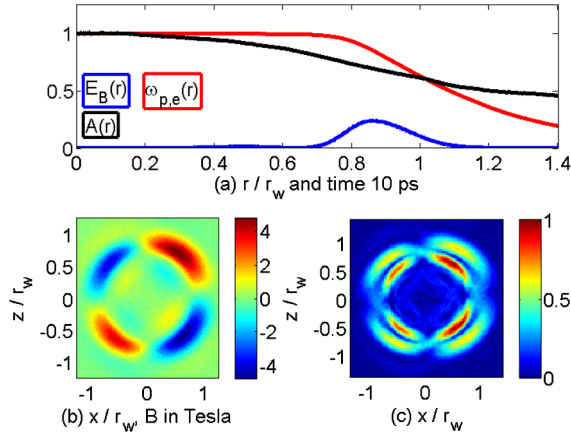 1
0.5
0
E_B(r) ω_p,e(r)
A(r)
0 0.2 0.4 0.6 0.8 1 1.2 1.4
(a) r / r_w and time 10 ps
z / r_w
1
0.5
0
-0.5
-1
-1 0 1
4
2
0
-2
-4
(b) x / r_w, B in Tesla
z / r_w
1
0.5
0
-0.5
-1
-1 0 1
1
0.5
0
(c) x / r_w